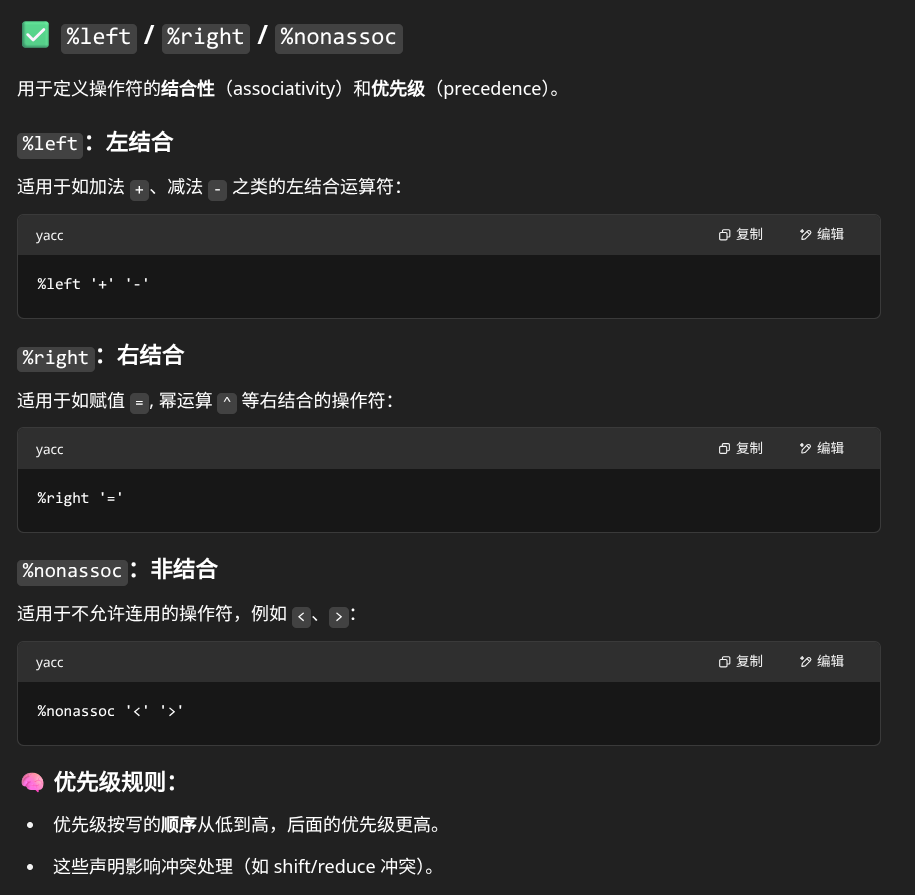 ✅ %left / %right / %nonassoc
用于定义操作符的结合性（associativity）和优先级（precedence）。
%left：左结合
适用于如加法 +、减法 - 之类的左结合运算符：
yacc 复制 编辑
%left '+' '-'
%right：右结合
适用于如赋值 =, 幂运算 ^ 等右结合的操作符：
yacc 复制 编辑
%right '='
%nonassoc：非结合
适用于不允许连用的操作符，例如 <、>：
yacc 复制 编辑
%nonassoc '<' '>'
🧠 优先级规则：
• 优先级按写的顺序从低到高，后面的优先级更高。
• 这些声明影响冲突处理（如 shift/reduce 冲突）。